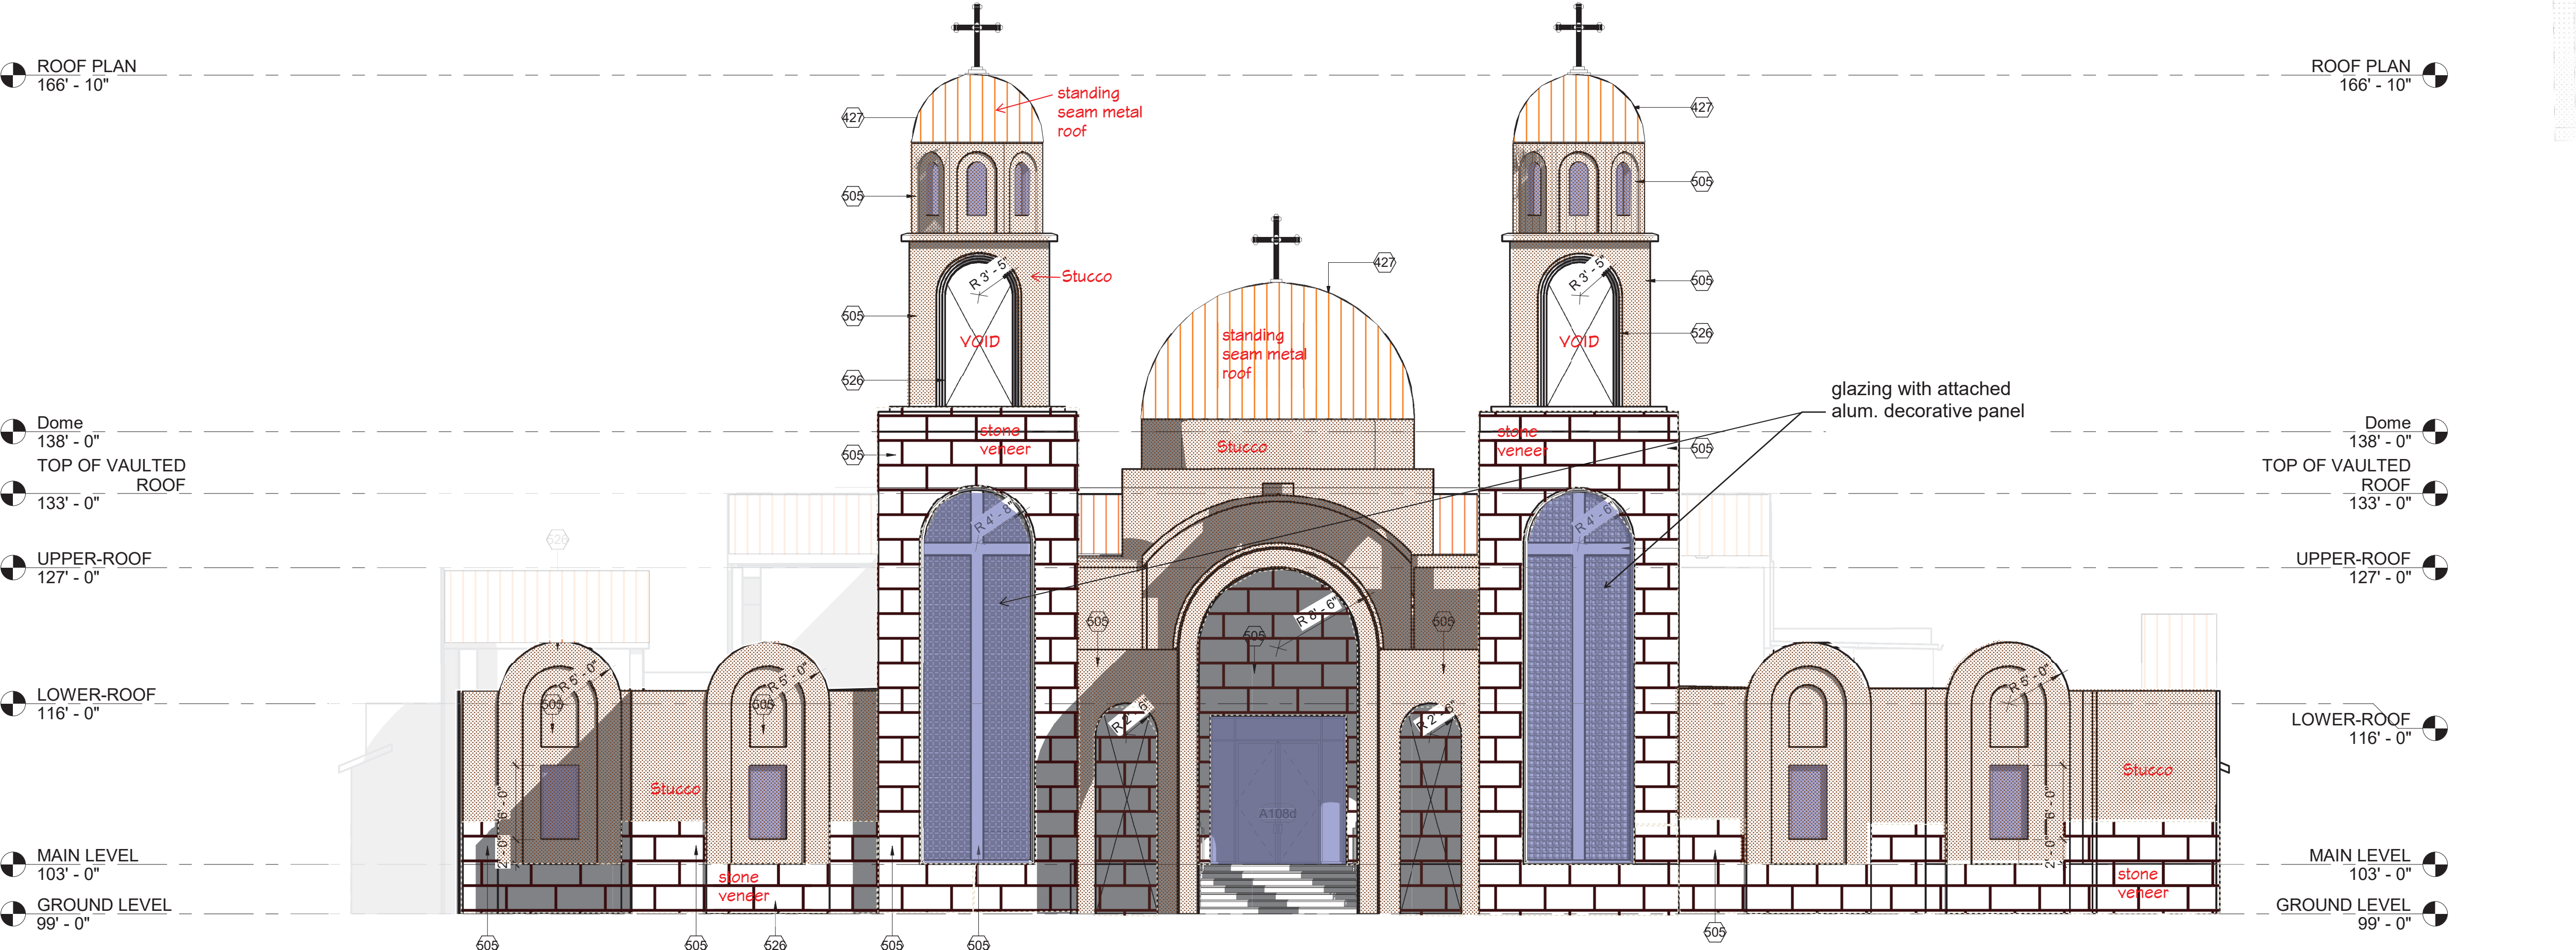 ROOF PLAN
166' - 10"
ROOF PLAN
166' - 10"
standing
seam metal
roof
427
427
505
505
427
R 3' - 5"
R 3' - 5"
Stucco
505
505
standing
seam metal
roof
VOID
VOID
526
526
glazing with attached
alum. decorative panel
Dome
138' - 0"
Dome
138' - 0"
stone
veneer
Stucco
stone
veneer
505
505
TOP OF VAULTED
ROOF
133' - 0"
TOP OF VAULTED
ROOF
133' - 0"
R 4' - 8"
R 4' - 6"
526
UPPER-ROOF
127' - 0"
UPPER-ROOF
127' - 0"
R 8' - 6"
505
505
505
R 5' - 0"
R 5' - 0"
R 5' - 0"
LOWER-ROOF
116' - 0"
LOWER-ROOF
116' - 0"
505
505
R 2' - 6"
R 2' - 6"
Stucco
Stucco
6' - 0"
2' - 0"
6' - 0"
2' - 0"
A108d
MAIN LEVEL
103' - 0"
MAIN LEVEL
103' - 0"
stone
veneer
stone
veneer
GROUND LEVEL
99' - 0"
GROUND LEVEL
99' - 0"
505
505
526
505
505
505